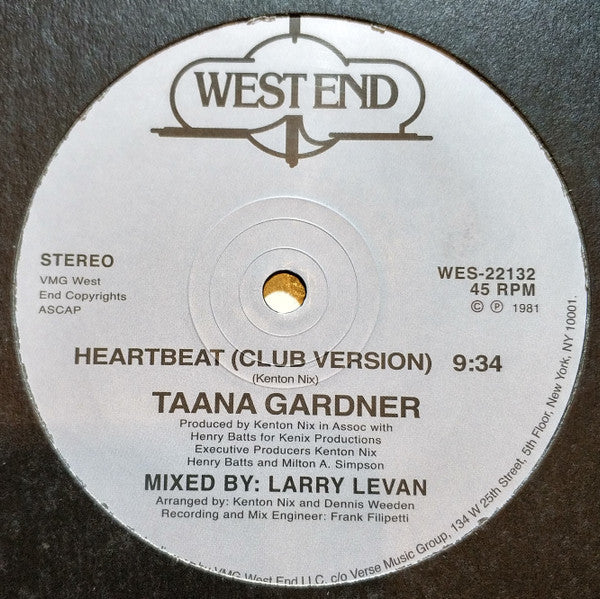 WEST END
STEREO
VMG West
End Copyrights
ASCAP
WES-22132
45 RPM
© ℗ 1981
HEARTBEAT (CLUB VERSION) 9:34
(Kenton Nix)
TAANA GARDNER
Produced by Kenton Nix in Assoc with
Henry Batts for Kenix Productions
Executive Producers Kenton Nix
Henry Batts and Milton A. Simpson
MIXED BY: LARRY LEVAN
Arranged by: Kenton Nix and Dennis Weeden
Recording and Mix Engineer: Frank Filipetti
by VMG West End LLC, c/o Verse Music Group, 134 W 25th Street, 5th Floor, New York, NY 10001.